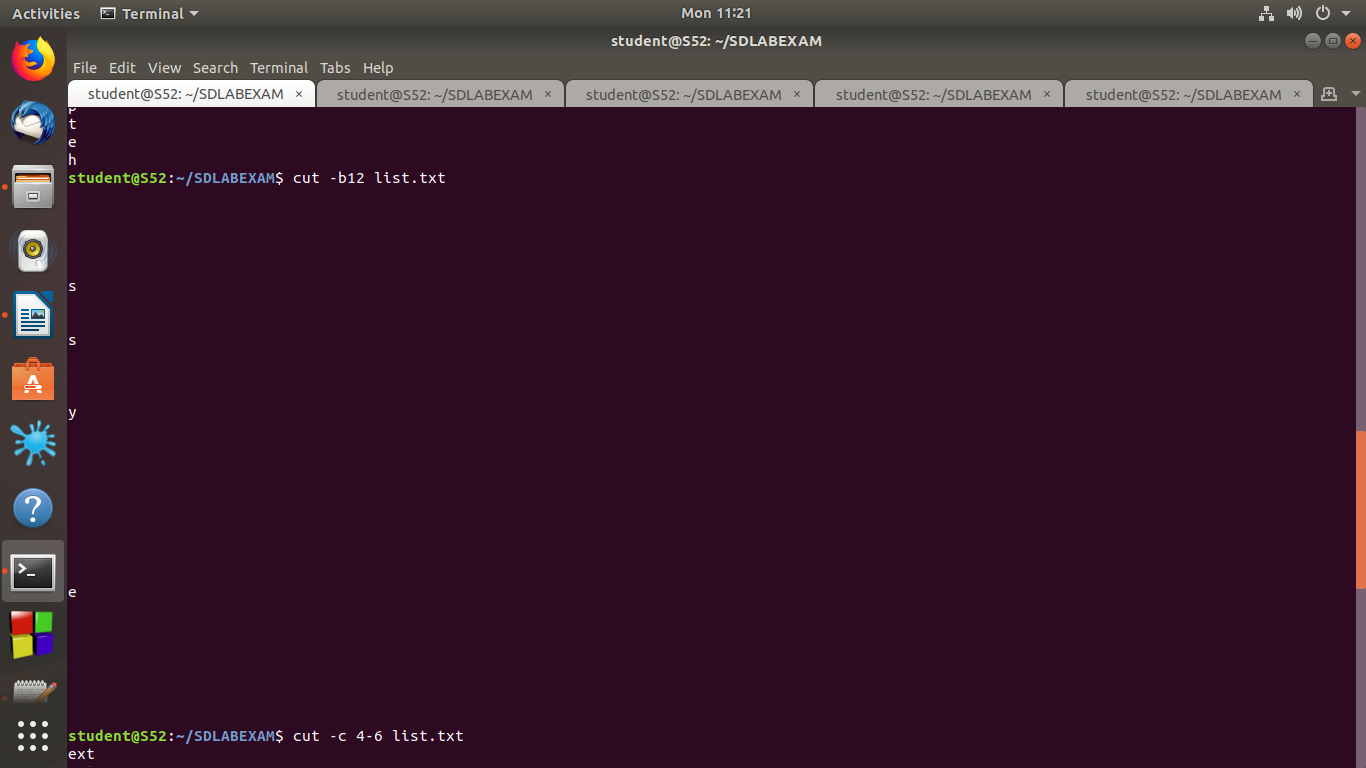 Activities Terminal Mon 11:21
student@S52: ~/SDLABEXAM
File Edit View Search Terminal Tabs Help
student@S52: ~/SDLABEXAM × student@S52: ~/SDLABEXAM × student@S52: ~/SDLABEXAM × student@S52: ~/SDLABEXAM × student@S52: ~/SDLABEXAM ×
p
t
e
h
student@S52:~/SDLABEXAM$ cut -b12 list.txt
s
s
y
e
student@S52:~/SDLABEXAM$ cut -c 4-6 list.txt
ext